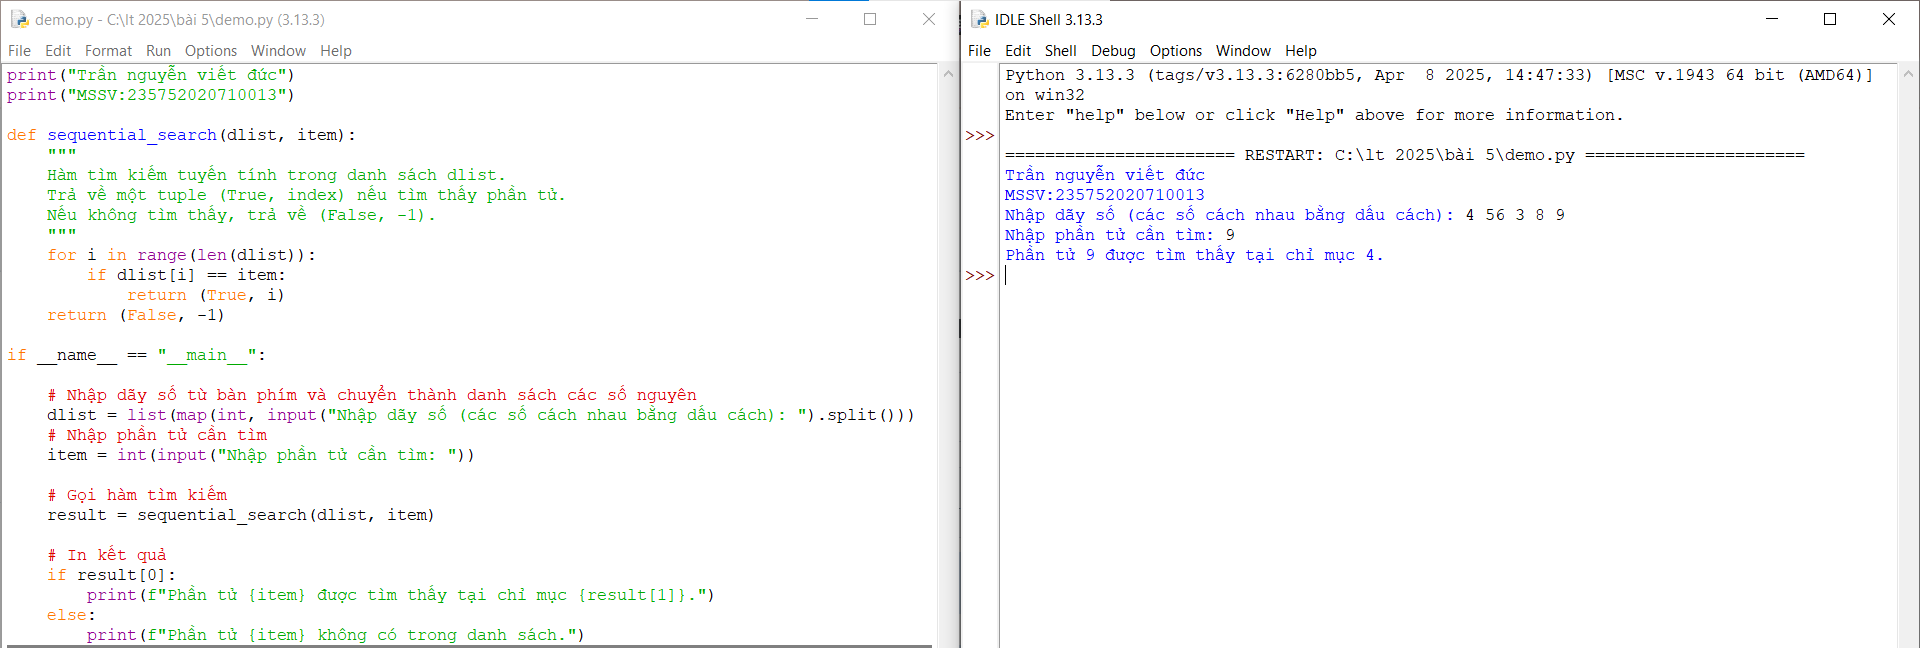 demo.py - C:\lt 2025\bài 5\demo.py (3.13.3)
File Edit Format Run Options Window Help
print("Trần nguyễn viết đức")
print("MSSV:235752020710013")
def sequential_search(dlist, item):
    """
    Hàm tìm kiếm tuyến tính trong danh sách dlist.
    Trả về một tuple (True, index) nếu tìm thấy phần tử.
    Nếu không tìm thấy, trả về (False, -1).
    """
    for i in range(len(dlist)):
        if dlist[i] == item:
            return (True, i)
    return (False, -1)
if __name__ == "__main__":
    # Nhập dãy số từ bàn phím và chuyển thành danh sách các số nguyên
    dlist = list(map(int, input("Nhập dãy số (các số cách nhau bằng dấu cách): ").split()))
    # Nhập phần tử cần tìm
    item = int(input("Nhập phần tử cần tìm: "))
    # Gọi hàm tìm kiếm
    result = sequential_search(dlist, item)
    # In kết quả
    if result[0]:
        print(f"Phần tử {item} được tìm thấy tại chỉ mục {result[1]}.")
    else:
        print(f"Phần tử {item} không có trong danh sách.")
IDLE Shell 3.13.3
File Edit Shell Debug Options Window Help
Python 3.13.3 (tags/v3.13.3:6280bb5, Apr  8 2025, 14:47:33) [MSC v.1943 64 bit (AMD64)]
on win32
Enter "help" below or click "Help" above for more information.
>>>
======================= RESTART: C:\lt 2025\bài 5\demo.py ======================
Trần nguyễn viết đức
MSSV:235752020710013
Nhập dãy số (các số cách nhau bằng dấu cách): 4 56 3 8 9
Nhập phần tử cần tìm: 9
Phần tử 9 được tìm thấy tại chỉ mục 4.
>>>